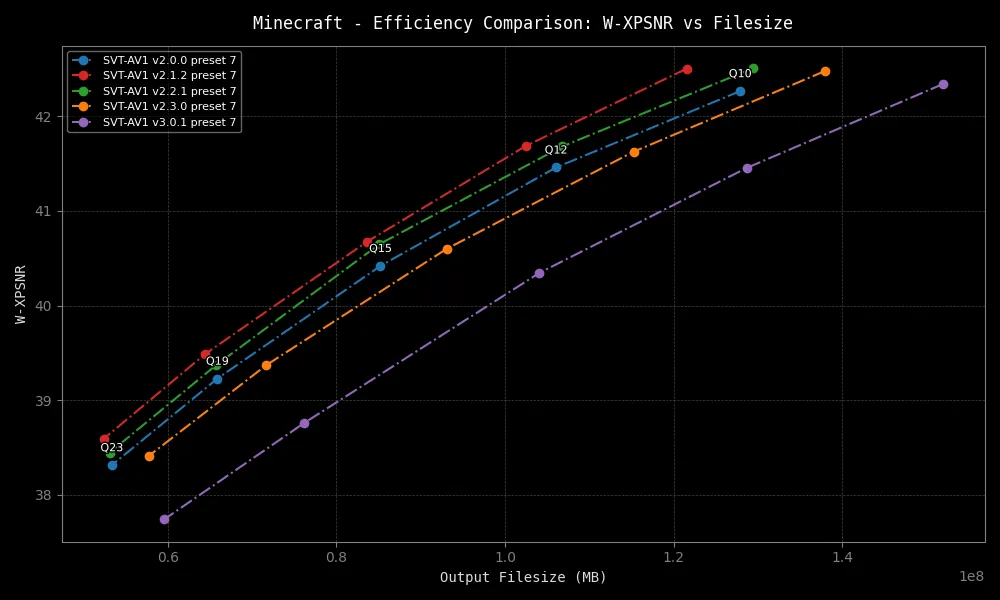 Minecraft - Efficiency Comparison: W-XPSNR vs Filesize
SVT-AV1 v2.0.0 preset 7
SVT-AV1 v2.1.2 preset 7
SVT-AV1 v2.2.1 preset 7
SVT-AV1 v2.3.0 preset 7
SVT-AV1 v3.0.1 preset 7
Q10
Q12
Q15
Q19
Q23
42
41
40
39
38
W-XPSNR
0.6
0.8
1.0
1.2
1.4
1e8
Output Filesize (MB)